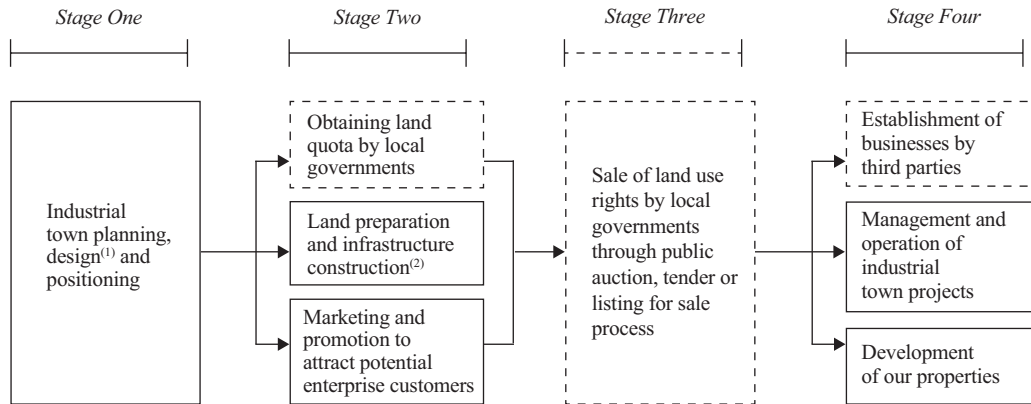 Stage One
Stage Two
Stage Three
Stage Four
Industrial
town planning,
design(1) and
positioning
Obtaining land
quota by local
governments
Land preparation
and infrastructure
construction(2)
Marketing and
promotion to
attract potential
enterprise customers
Sale of land use
rights by local
governments
through public
auction, tender or
listing for sale
process
Establishment of
businesses by
third parties
Management and
operation of
industrial
town projects
Development
of our properties